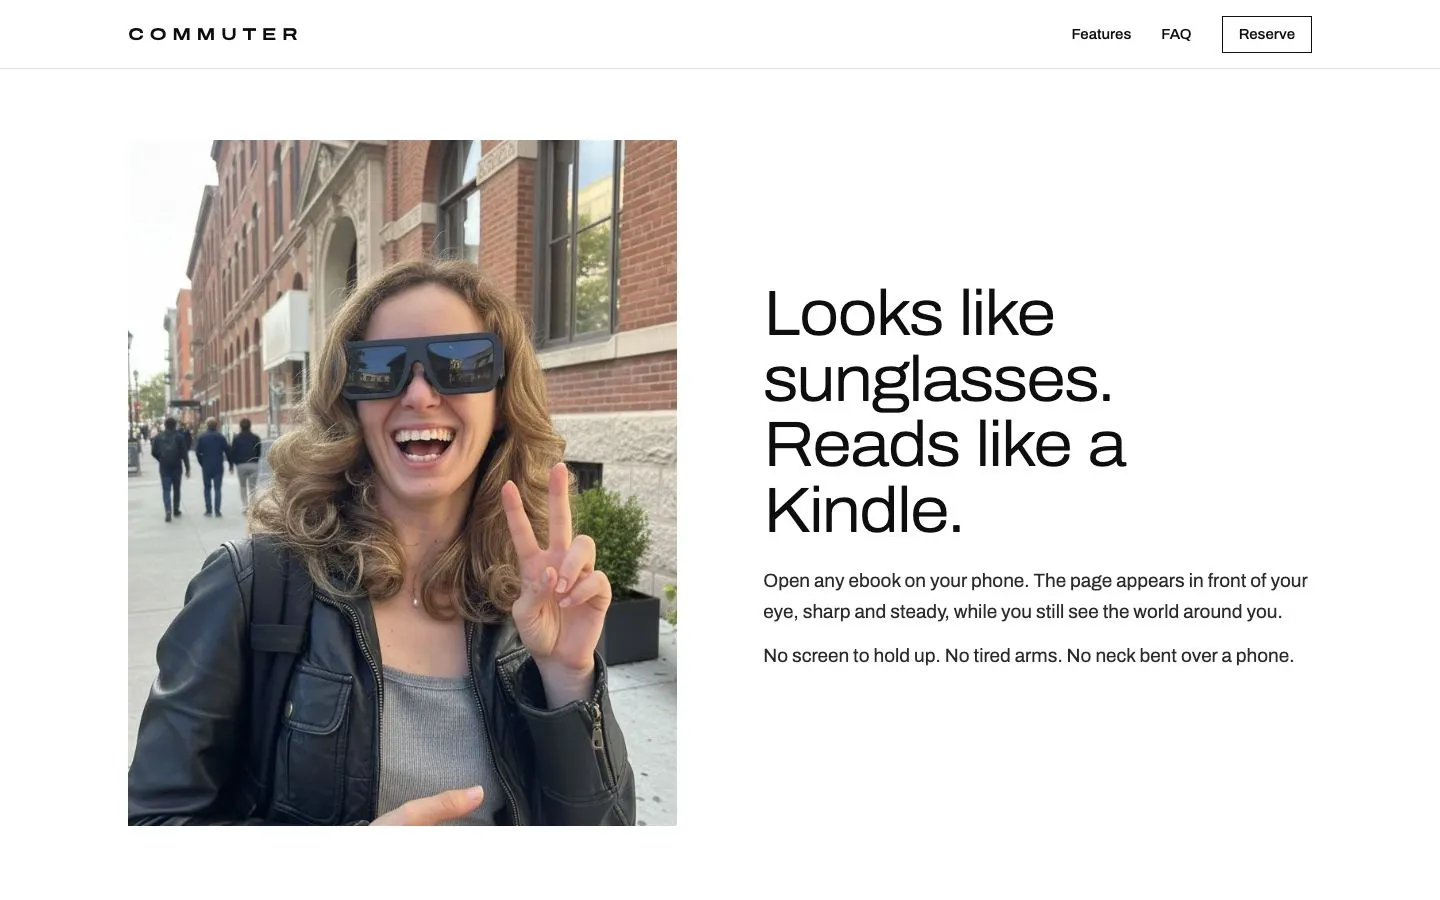 COMMUTER
Features
FAQ
Reserve
Looks like
sunglasses.
Reads like a
Kindle.
Open any ebook on your phone. The page appears in front of your
eye, sharp and steady, while you still see the world around you.
No screen to hold up. No tired arms. No neck bent over a phone.